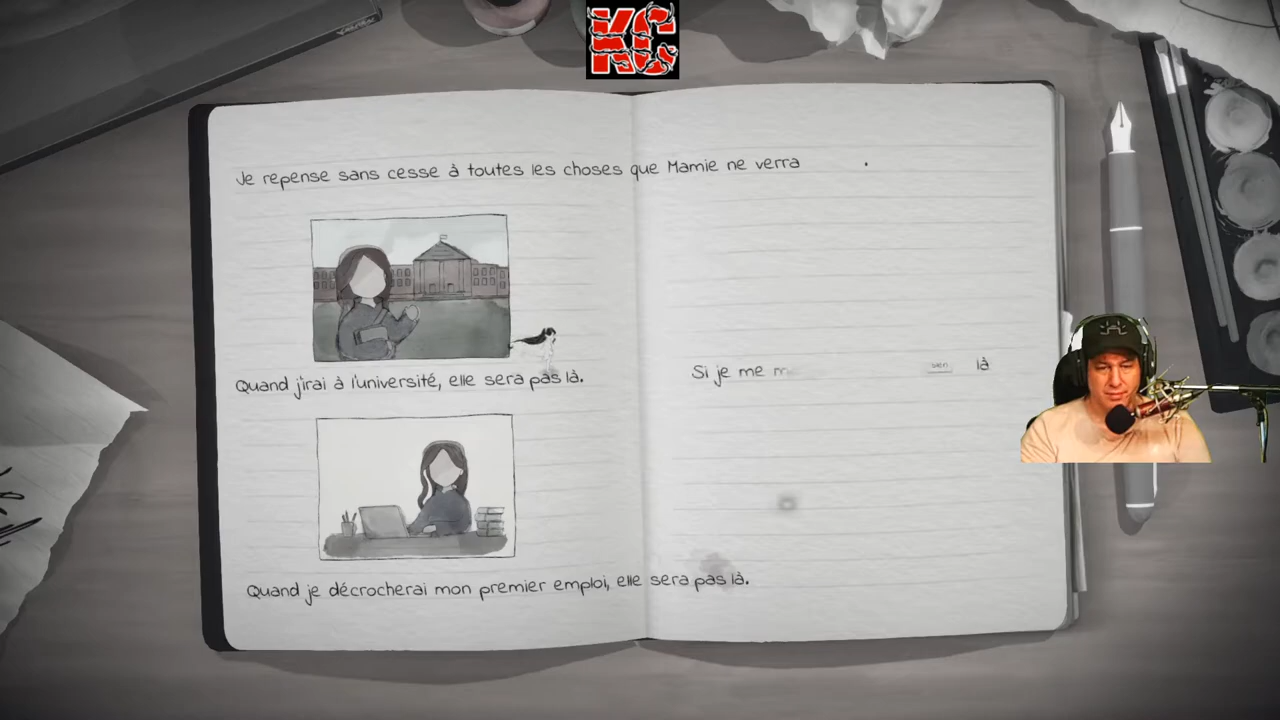 KC
Je repense sans cesse à toutes les choses que Mamie ne verra .
Quand j'irai à l'université, elle sera pas là.
Si je me là
Quand je décrocherai mon premier emploi, elle sera pas là.